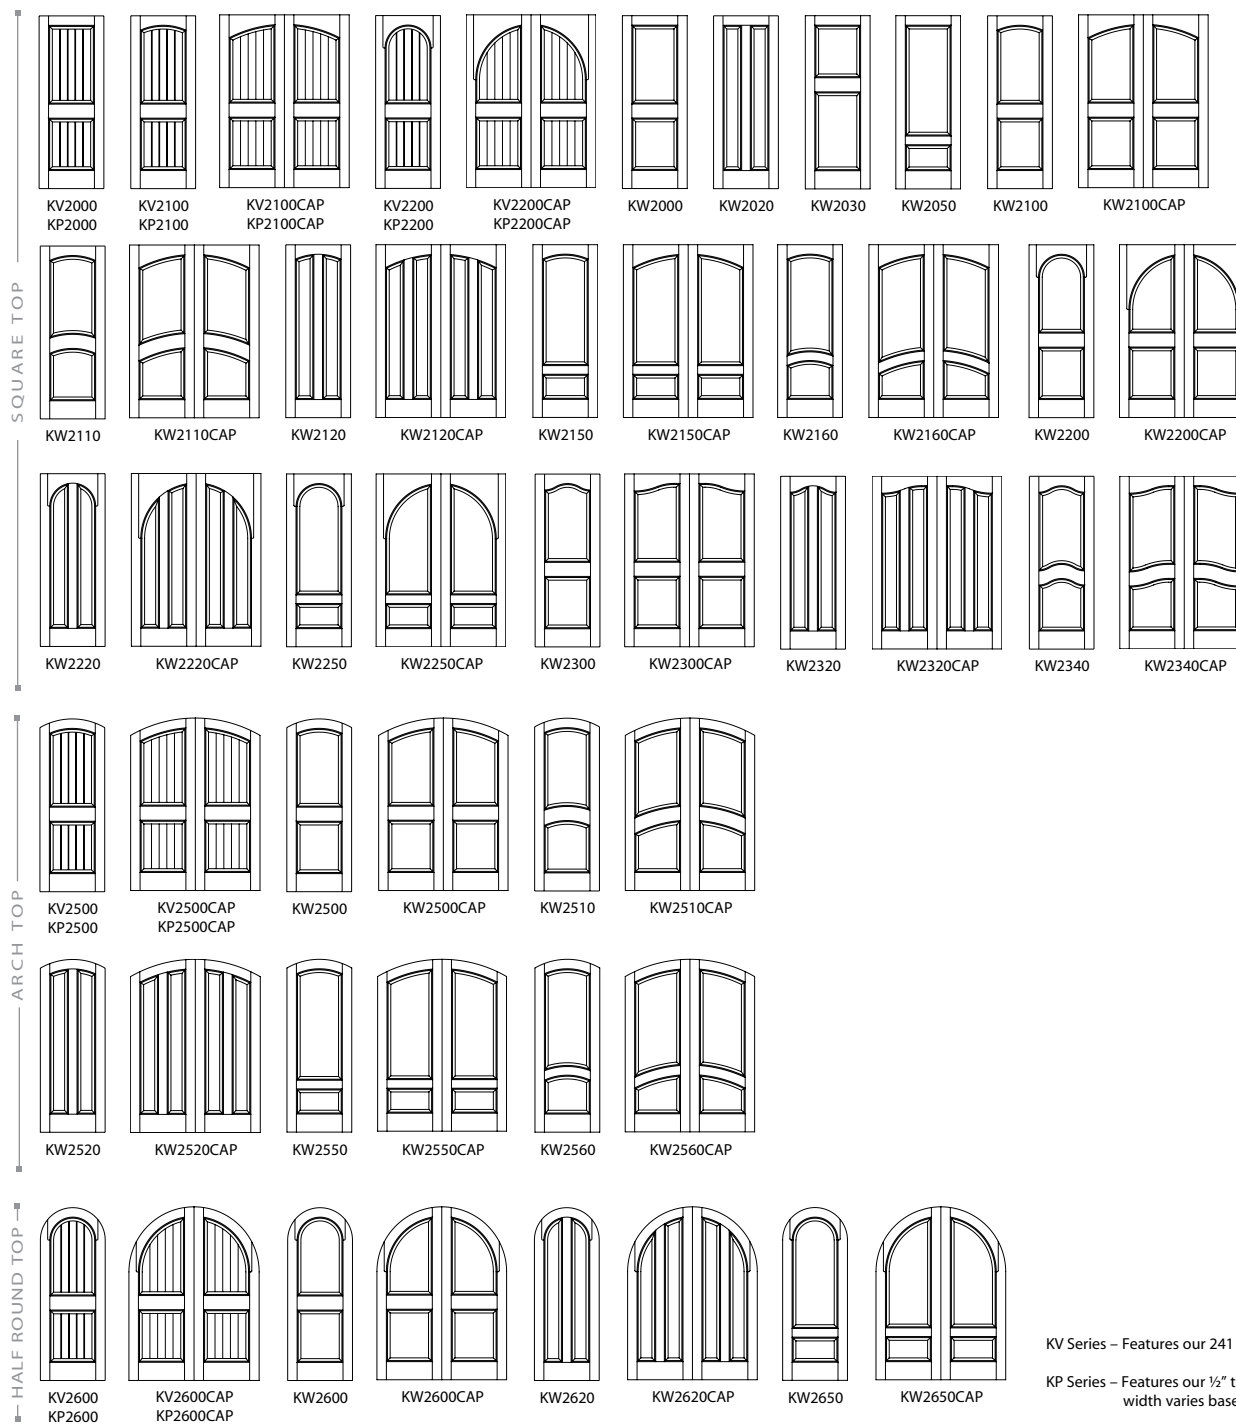 SQUARE TOP
KV2000
KP2000
KV2100
KP2100
KV2100CAP
KP2100CAP
KV2200
KP2200
KV2200CAP
KP2200CAP
KW2000
KW2020
KW2030
KW2050
KW2100
KW2100CAP
KW2110
KW2110CAP
KW2120
KW2120CAP
KW2150
KW2150CAP
KW2160
KW2160CAP
KW2200
KW2200CAP
KW2220
KW2220CAP
KW2250
KW2250CAP
KW2300
KW2300CAP
KW2320
KW2320CAP
KW2340
KW2340CAP
ARCH TOP
KV2500
KP2500
KV2500CAP
KP2500CAP
KW2500
KW2500CAP
KW2510
KW2510CAP
KW2520
KW2520CAP
KW2550
KW2550CAP
KW2560
KW2560CAP
HALF ROUND TOP
KV2600
KP2600
KV2600CAP
KP2600CAP
KW2600
KW2600CAP
KW2620
KW2620CAP
KW2650
KW2650CAP
KV Series – Features our 241
KP Series – Features our ½” t
width varies base